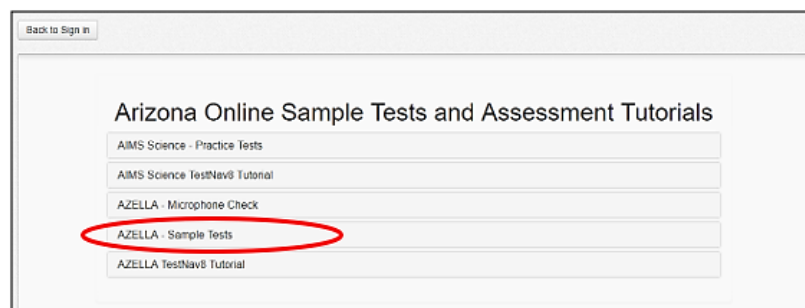 Back to Sign in
Arizona Online Sample Tests and Assessment Tutorials
AIMS Science - Practice Tests
AIMS Science TestNav8 Tutorial
AZELLA - Microphone Check
AZELLA - Sample Tests
AZELLA TestNav8 Tutorial